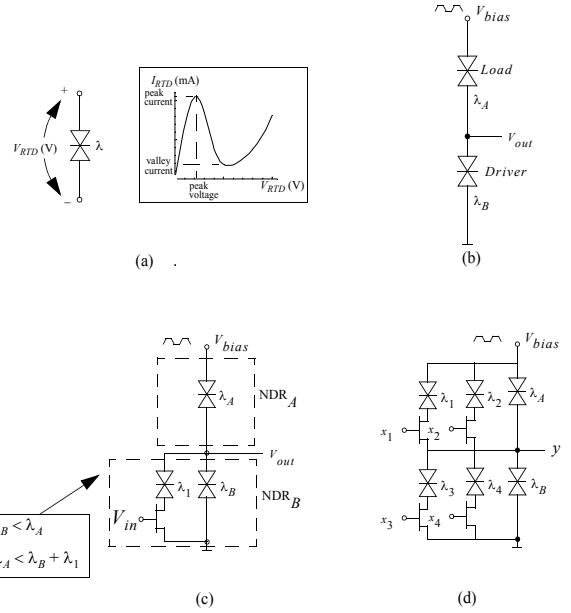 I_RTD (mA)
peak
current
valley
current
V_RTD (V)
peak
voltage
+
V_RTD (V)
λ
−
(a) .
V_bias
Load
λ_A
V_out
Driver
λ_B
(b)
V_bias
λ_A
NDR_A
V_out
λ_1
λ_B
NDR_B
V_in
B < λ_A
A < λ_B + λ_1
(c)
V_bias
λ_1
λ_2
λ_A
x_1
x_2
y
λ_3
λ_4
λ_B
x_3
x_4
(d)